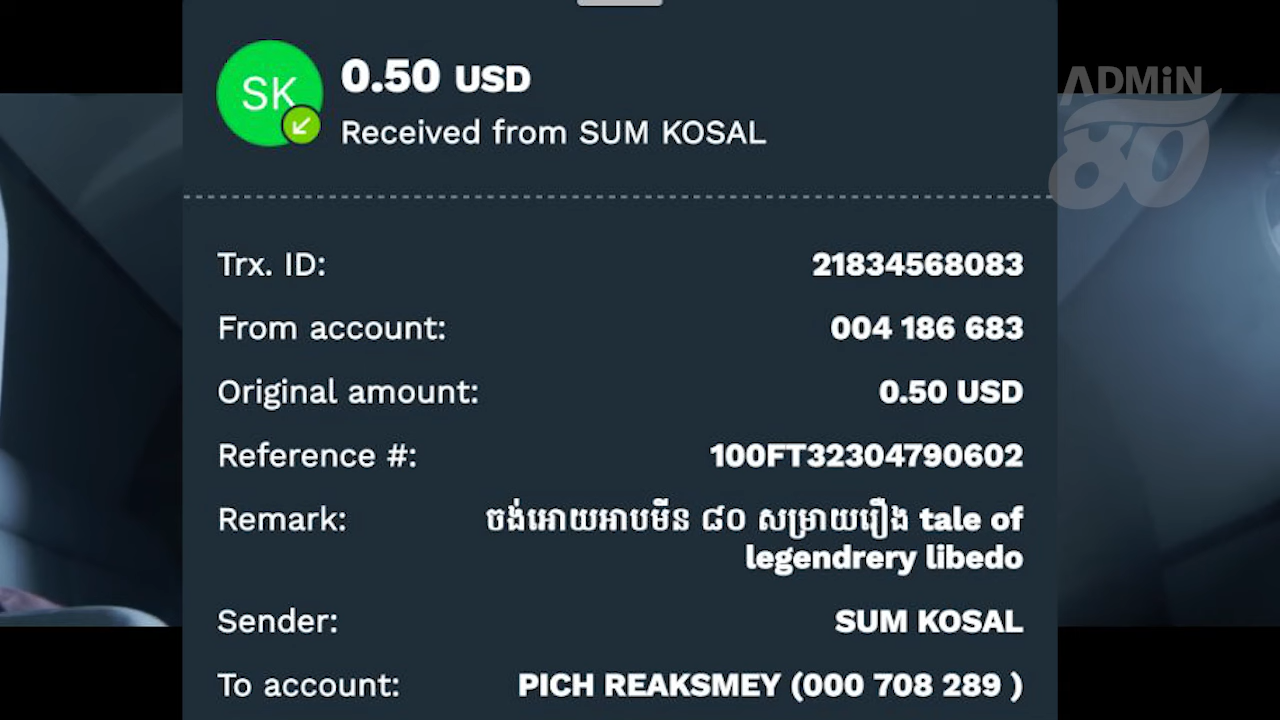 SK
0.50 USD
Received from SUM KOSAL
ADMiN
80
Trx. ID: 21834568083
From account: 004 186 683
Original amount: 0.50 USD
Reference #: 100FT32304790602
Remark: ចង់អោយអាបមីន ៨០ សម្រាយរឿង tale of
legendrery libedo
Sender: SUM KOSAL
To account: PICH REAKSMEY (000 708 289 )